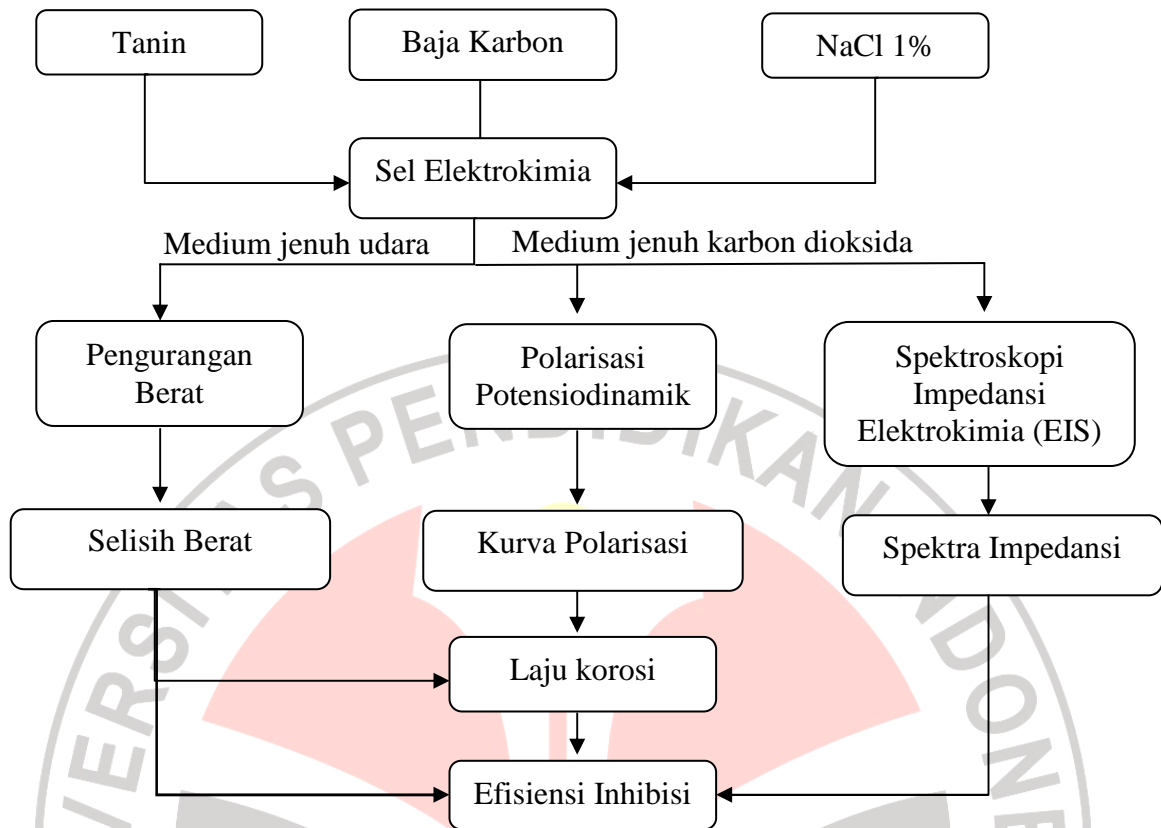 Tanin
Baja Karbon
NaCl 1%
Sel Elektrokimia
Medium jenuh udara
Medium jenuh karbon dioksida
Pengurangan
Berat
Polarisasi
Potensiodinamik
Spektroskopi
Impedansi
Elektrokimia (EIS)
Selisih Berat
Kurva Polarisasi
Spektra Impedansi
Laju korosi
Efisiensi Inhibisi